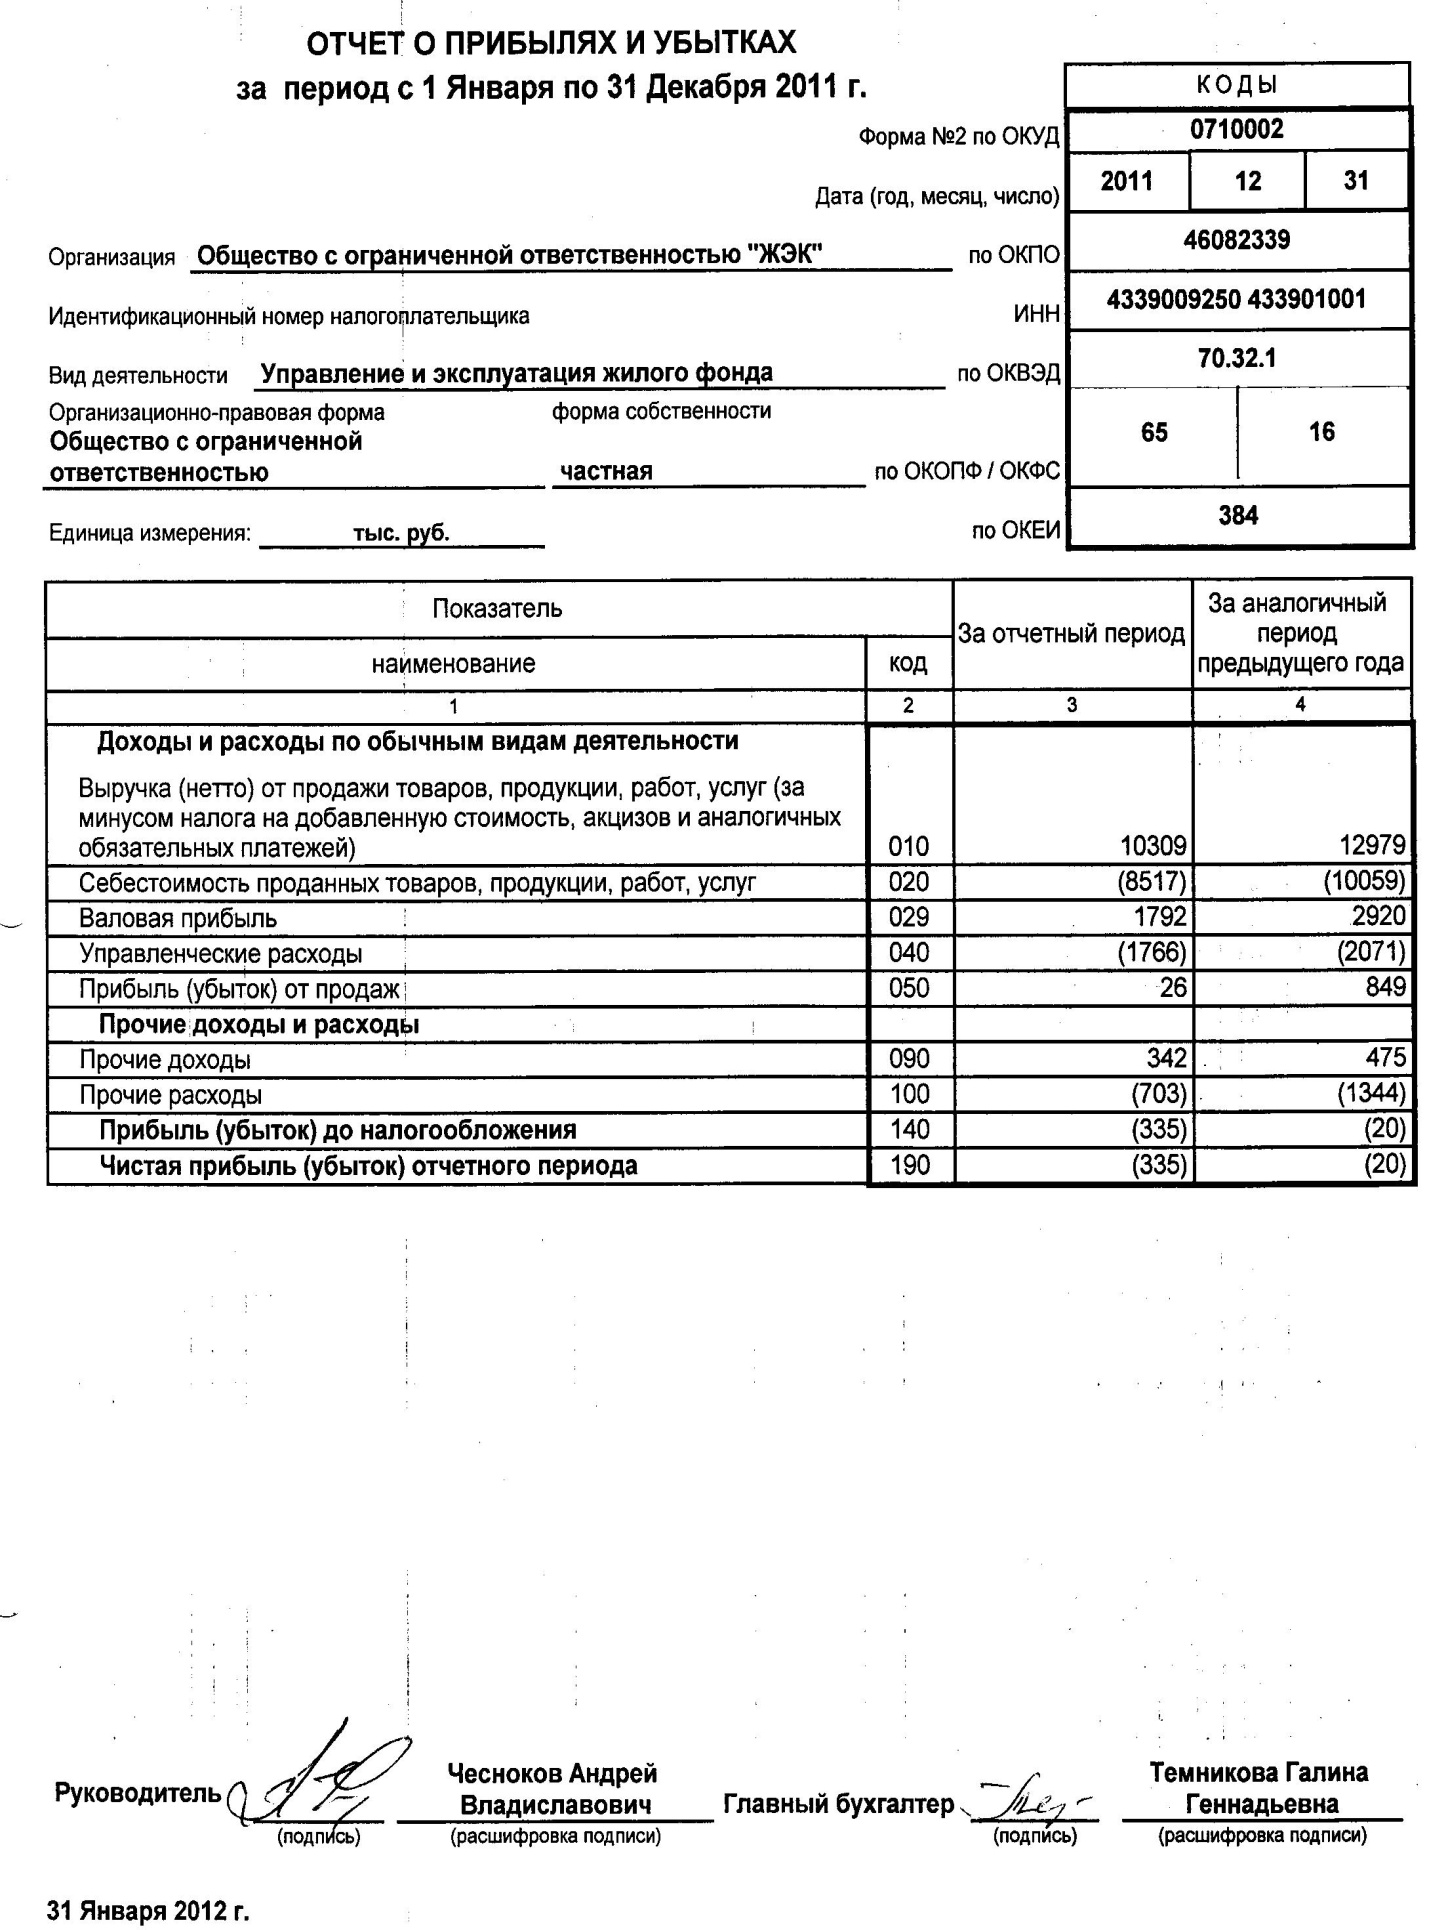 ОТЧЕТ О ПРИБЫЛЯХ И УБЫТКАХ
за период с 1 Января по 31 Декабря 2011 г.
КОДЫ
Форма №2 по ОКУД 0710002
Дата (год, месяц, число) 2011 12 31
Организация Общество с ограниченной ответственностью "ЖЭК" по ОКПО 46082339
Идентификационный номер налогоплательщика ИНН 4339009250 433901001
Вид деятельности Управление и эксплуатация жилого фонда по ОКВЭД 70.32.1
Организационно-правовая форма форма собственности
Общество с ограниченной
ответственностью частная по ОКОПФ / ОКФС 65 16
Единица измерения: тыс. руб. по ОКЕИ 384
Показатель За отчетный период За аналогичный
период
предыдущего года
наименование код
1 2 3 4
Доходы и расходы по обычным видам деятельности
Выручка (нетто) от продажи товаров, продукции, работ, услуг (за
минусом налога на добавленную стоимость, акцизов и аналогичных
обязательных платежей) 010 10309 12979
Себестоимость проданных товаров, продукции, работ, услуг 020 (8517) (10059)
Валовая прибыль 029 1792 2920
Управленческие расходы 040 (1766) (2071)
Прибыль (убыток) от продаж 050 26 849
Прочие доходы и расходы
Прочие доходы 090 342 475
Прочие расходы 100 (703) (1344)
Прибыль (убыток) до налогообложения 140 (335) (20)
Чистая прибыль (убыток) отчетного периода 190 (335) (20)
Руководитель Чесноков Андрей
Владиславович
(подпись) (расшифровка подписи)
Главный бухгалтер Темникова Галина
Геннадьевна
(подпись) (расшифровка подписи)
31 Января 2012 г.